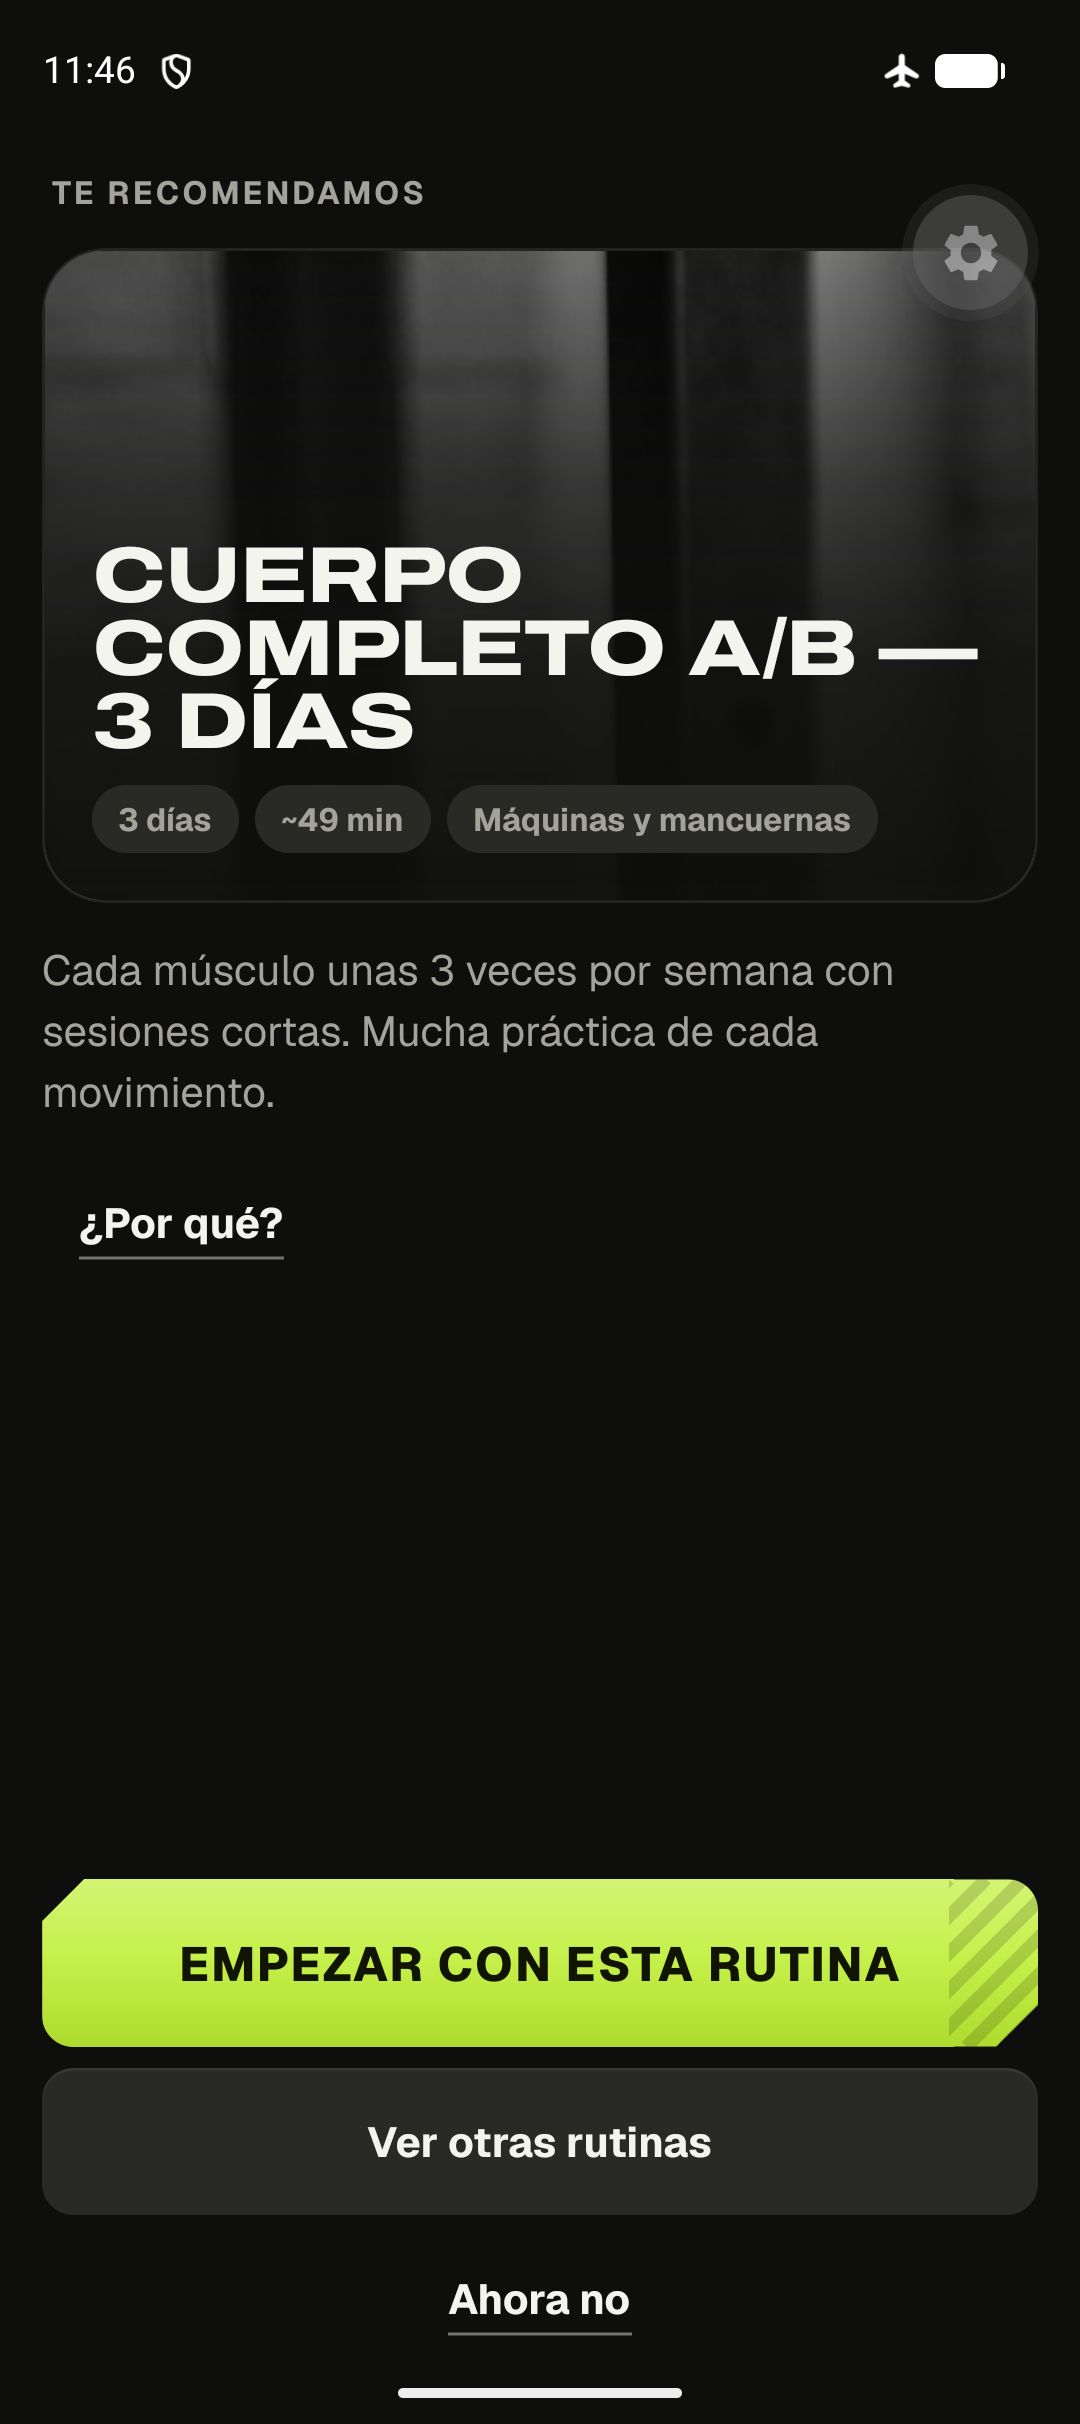 11:46
TE RECOMENDAMOS
CUERPO
COMPLETO A/B —
3 DÍAS
3 días ~49 min Máquinas y mancuernas
Cada músculo unas 3 veces por semana con
sesiones cortas. Mucha práctica de cada
movimiento.
¿Por qué?
EMPEZAR CON ESTA RUTINA
Ver otras rutinas
Ahora no